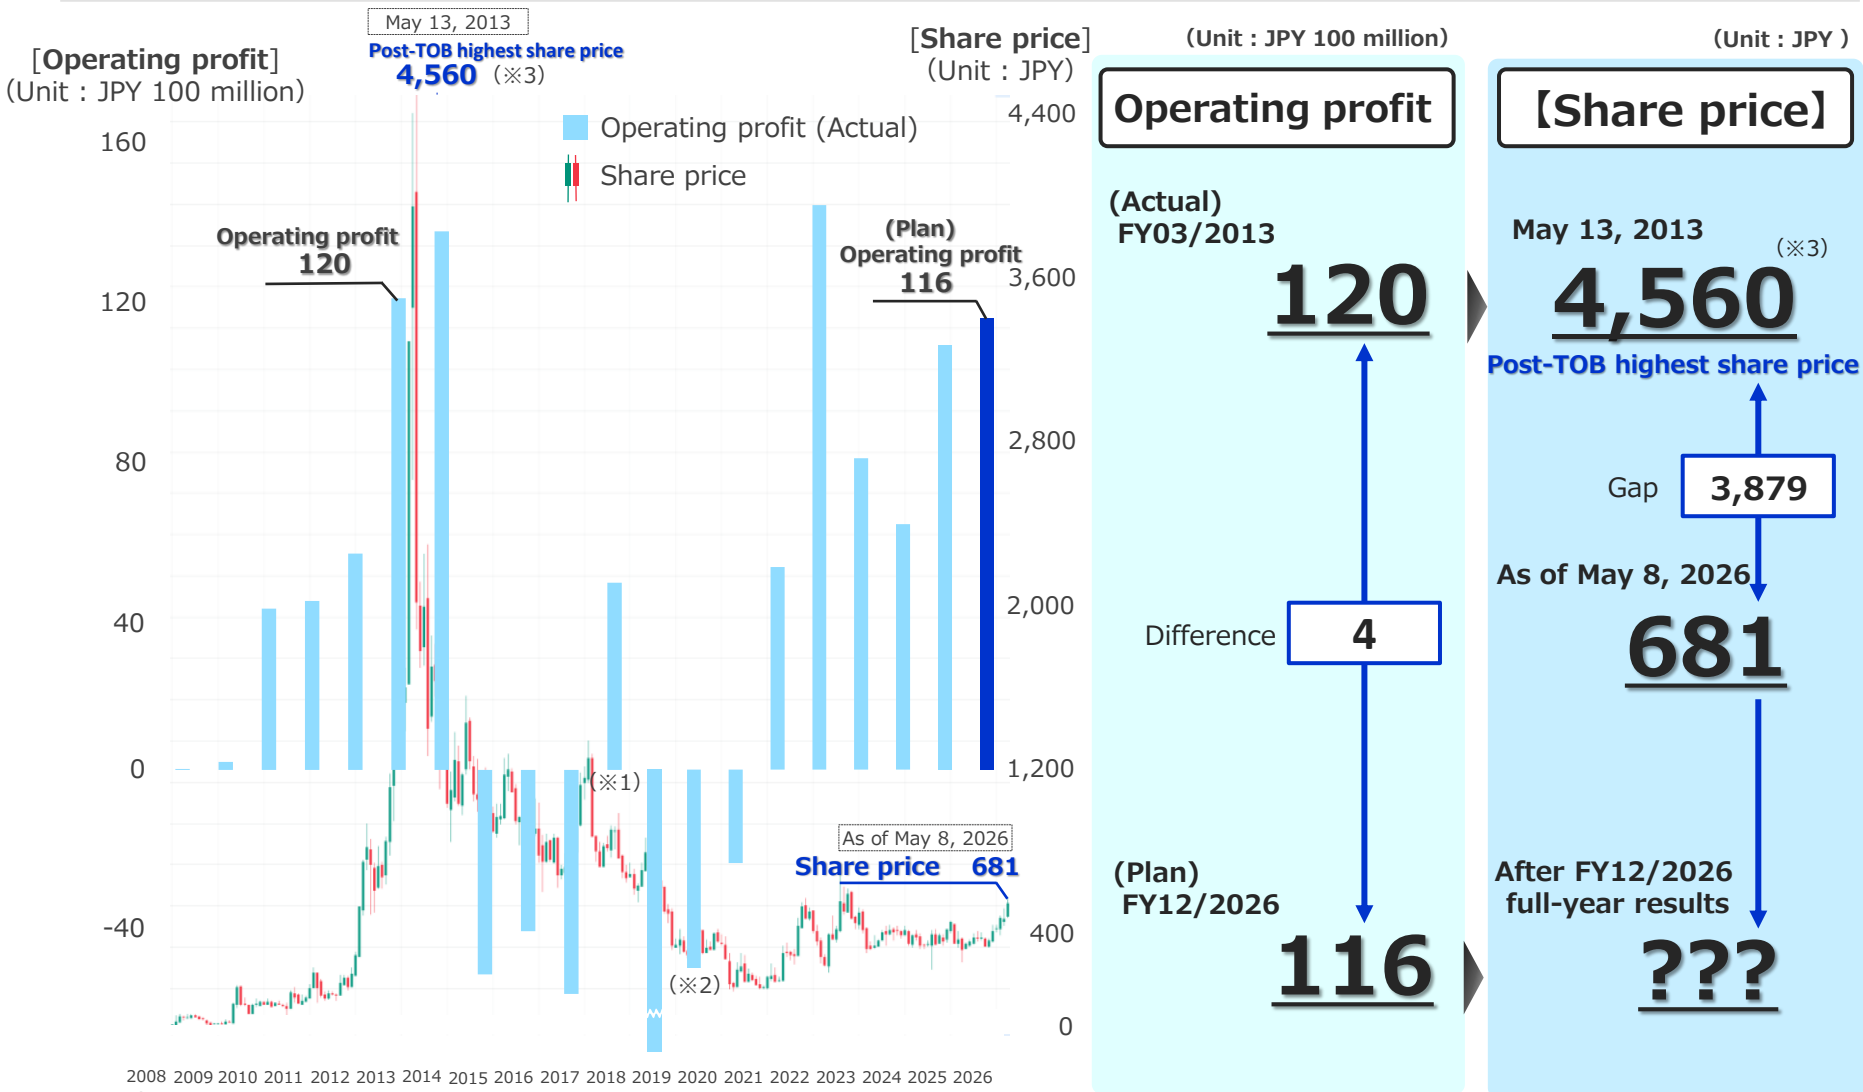 May 13, 2013
Post-TOB highest share price
4,560 (※3)
[Operating profit]
(Unit : JPY 100 million)
[Share price]
(Unit : JPY)
160
120
80
40
0
-40
4,400
3,600
2,800
2,000
1,200
400
0
Operating profit (Actual)
Share price
Operating profit
120
(Plan)
Operating profit
116
(※1)
(※2)
As of May 8, 2026
Share price 681
2008 2009 2010 2011 2012 2013 2014 2015 2016 2017 2018 2019 2020 2021 2022 2023 2024 2025 2026
(Unit : JPY 100 million)
Operating profit
(Actual)
FY03/2013
120
Difference
4
(Plan)
FY12/2026
116
(Unit : JPY )
【Share price】
May 13, 2013
(※3)
4,560
Post-TOB highest share price
Gap
3,879
As of May 8, 2026
681
After FY12/2026
full-year results
???